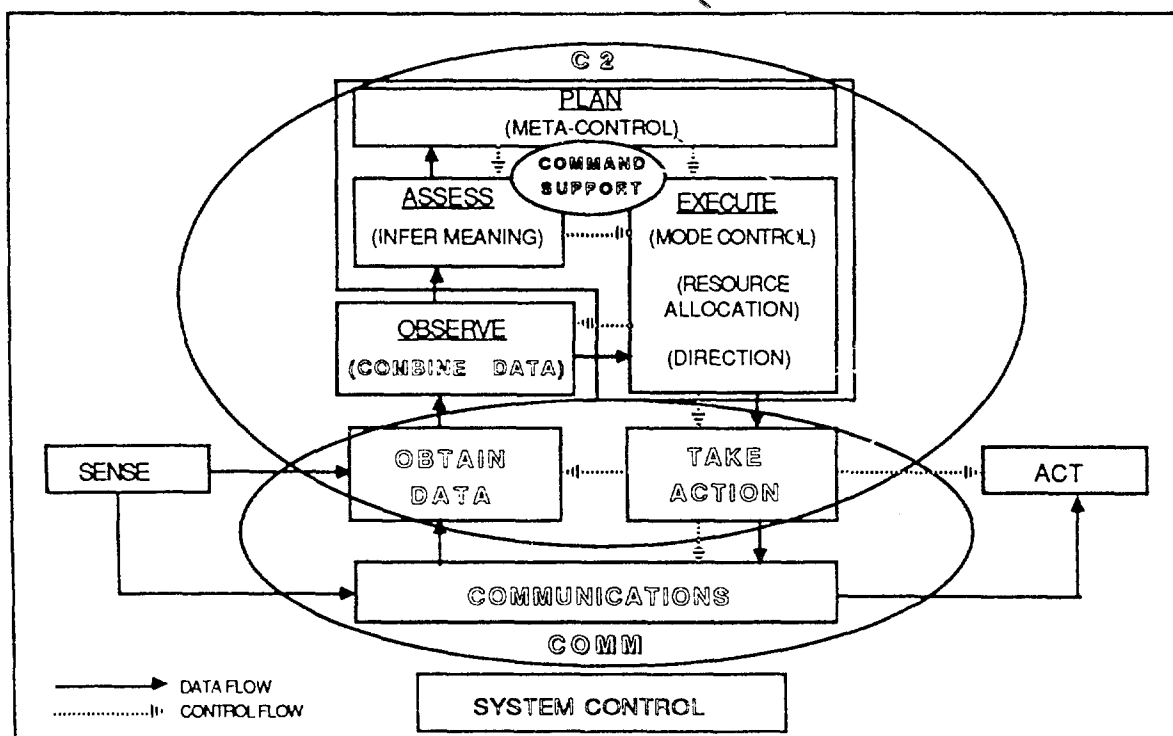 C 2
PLAN
(META-CONTROL)
COMMAND
SUPPORT
ASSESS
(INFER MEANING)
EXECUTE
(MODE CONTROL)
(RESOURCE
ALLOCATION)
(DIRECTION)
OBSERVE
(COMBINE DATA)
SENSE
OBTAIN
DATA
TAKE
ACTION
ACT
COMMUNICATIONS
COMM
DATA FLOW
CONTROL FLOW
SYSTEM CONTROL